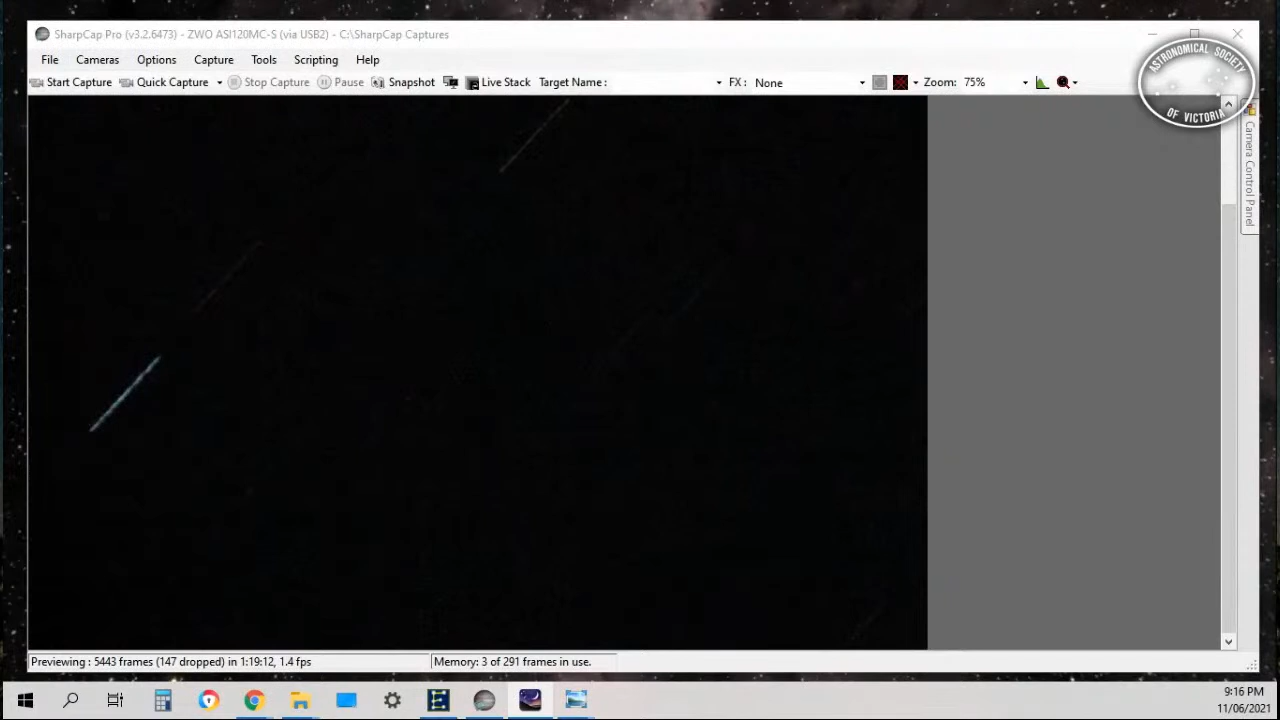 SharpCap Pro (v3.2.6473) - ZWO ASI120MC-S (via USB2) - C:\SharpCap Captures
File Cameras Options Capture Tools Scripting Help
Start Capture Quick Capture Stop Capture Pause Snapshot Live Stack Target Name : FX : None Zoom: 75%
ASTRONOMICAL SOCIETY
OF VICTORIA
Camera Control Panel
Previewing : 5443 frames (147 dropped) in 1:19:12, 1.4 fps Memory: 3 of 291 frames in use.
9:16 PM
11/06/2021